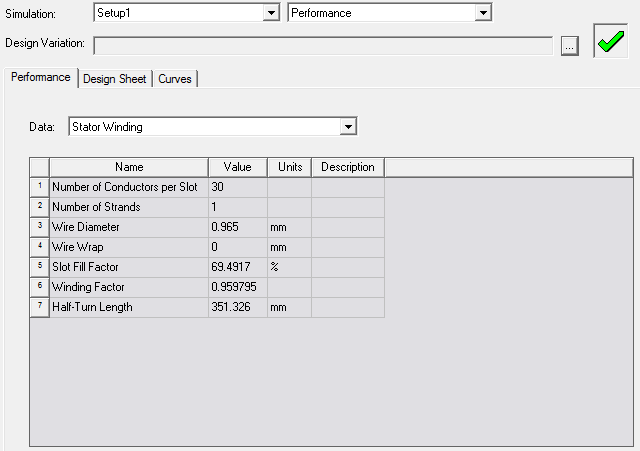 Simulation: Setup1 Performance
Design Variation: ...
Performance Design Sheet Curves
Data: Stator Winding
Name Value Units Description
1 Number of Conductors per Slot 30
2 Number of Strands 1
3 Wire Diameter 0.965 mm
4 Wire Wrap 0 mm
5 Slot Fill Factor 69.4917 %
6 Winding Factor 0.959795
7 Half-Turn Length 351.326 mm